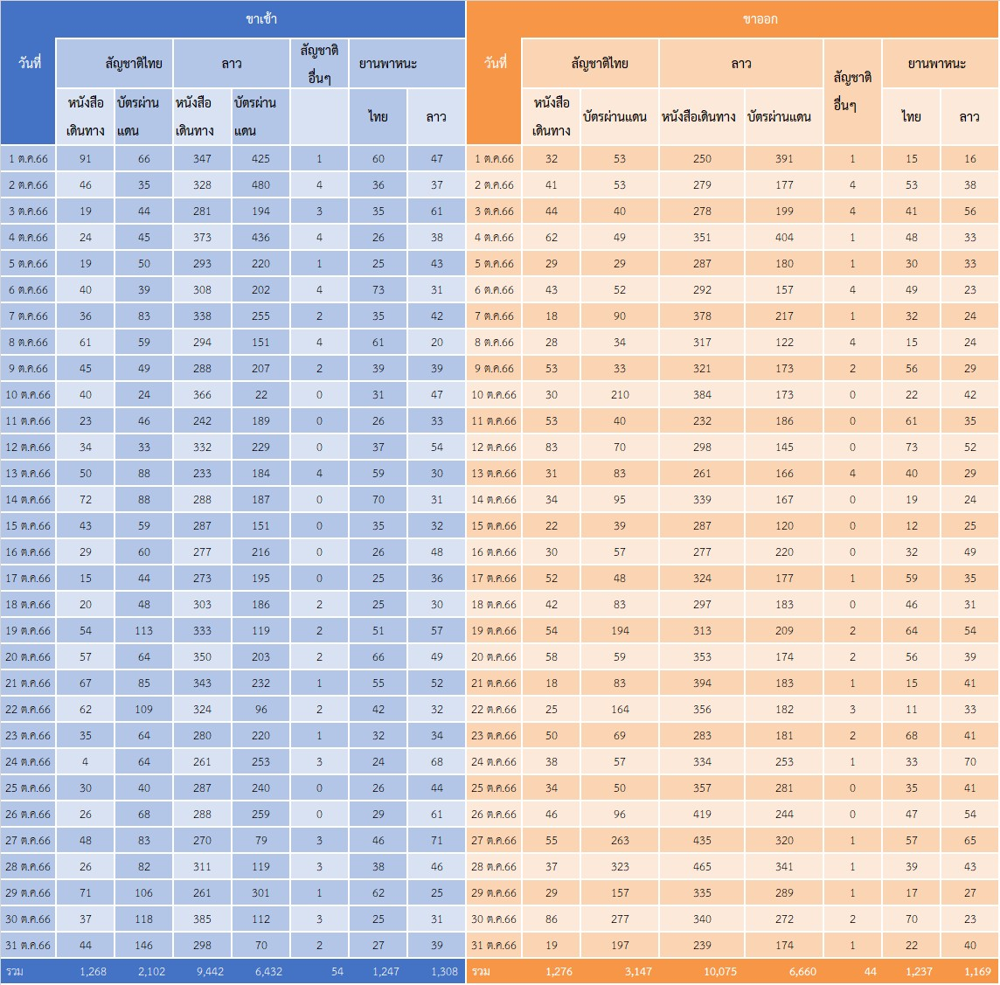 ขาเข้า ขาออก
วันที่ สัญชาติไทย ลาว สัญชาติอื่นๆ ยานพาหนะ วันที่ สัญชาติไทย ลาว สัญชาติอื่นๆ ยานพาหนะ
หนังสือเดินทาง บัตรผ่านแดน หนังสือเดินทาง บัตรผ่านแดน ไทย ลาว หนังสือเดินทาง บัตรผ่านแดน หนังสือเดินทาง บัตรผ่านแดน ไทย ลาว
1 ต.ค.66 91 66 347 425 1 60 47 1 ต.ค.66 32 53 250 391 1 15 16
2 ต.ค.66 46 35 328 480 4 36 37 2 ต.ค.66 41 53 279 177 4 53 38
3 ต.ค.66 19 44 281 194 3 35 61 3 ต.ค.66 44 40 278 199 4 41 56
4 ต.ค.66 24 45 373 436 4 26 38 4 ต.ค.66 62 49 351 404 1 48 33
5 ต.ค.66 19 50 293 220 1 25 43 5 ต.ค.66 29 29 287 180 1 30 33
6 ต.ค.66 40 39 308 202 4 73 31 6 ต.ค.66 43 52 292 157 4 49 23
7 ต.ค.66 36 83 338 255 2 35 42 7 ต.ค.66 18 90 378 217 1 32 24
8 ต.ค.66 61 59 294 151 4 61 20 8 ต.ค.66 28 34 317 122 4 15 24
9 ต.ค.66 45 49 288 207 2 39 39 9 ต.ค.66 53 33 321 173 2 56 29
10 ต.ค.66 40 24 366 22 0 31 47 10 ต.ค.66 30 210 384 173 0 22 42
11 ต.ค.66 23 46 242 189 0 26 33 11 ต.ค.66 53 40 232 186 0 61 35
12 ต.ค.66 34 33 332 229 0 37 54 12 ต.ค.66 83 70 298 145 0 73 52
13 ต.ค.66 50 88 233 184 4 59 30 13 ต.ค.66 31 83 261 166 4 40 29
14 ต.ค.66 72 88 288 187 0 70 31 14 ต.ค.66 34 95 339 167 0 19 24
15 ต.ค.66 43 59 287 151 0 35 32 15 ต.ค.66 22 39 287 120 0 12 25
16 ต.ค.66 29 60 277 216 0 26 48 16 ต.ค.66 30 57 277 220 0 32 49
17 ต.ค.66 15 44 273 195 0 25 36 17 ต.ค.66 52 48 324 177 1 59 35
18 ต.ค.66 20 48 303 186 2 25 30 18 ต.ค.66 42 83 297 183 0 46 31
19 ต.ค.66 54 113 333 119 2 51 57 19 ต.ค.66 54 194 313 209 2 64 54
20 ต.ค.66 57 64 350 203 2 66 49 20 ต.ค.66 58 59 353 174 2 56 39
21 ต.ค.66 67 85 343 232 1 55 52 21 ต.ค.66 18 83 394 183 1 15 41
22 ต.ค.66 62 109 324 96 2 42 32 22 ต.ค.66 25 164 356 182 3 11 33
23 ต.ค.66 35 64 280 220 1 32 34 23 ต.ค.66 50 69 283 181 2 68 41
24 ต.ค.66 4 64 261 253 3 24 68 24 ต.ค.66 38 57 334 253 1 33 70
25 ต.ค.66 30 40 287 240 0 26 44 25 ต.ค.66 34 50 357 281 0 35 41
26 ต.ค.66 26 68 288 259 0 29 61 26 ต.ค.66 46 96 419 244 0 47 54
27 ต.ค.66 48 83 270 79 3 46 71 27 ต.ค.66 55 263 435 320 1 57 65
28 ต.ค.66 26 82 311 119 3 38 46 28 ต.ค.66 37 323 465 341 1 39 43
29 ต.ค.66 71 106 261 301 1 62 25 29 ต.ค.66 29 157 335 289 1 17 27
30 ต.ค.66 37 118 385 112 3 25 31 30 ต.ค.66 86 277 340 272 2 70 23
31 ต.ค.66 44 146 298 70 2 27 39 31 ต.ค.66 19 197 239 174 1 22 40
รวม 1,268 2,102 9,442 6,432 54 1,247 1,308 รวม 1,276 3,147 10,075 6,660 44 1,237 1,169